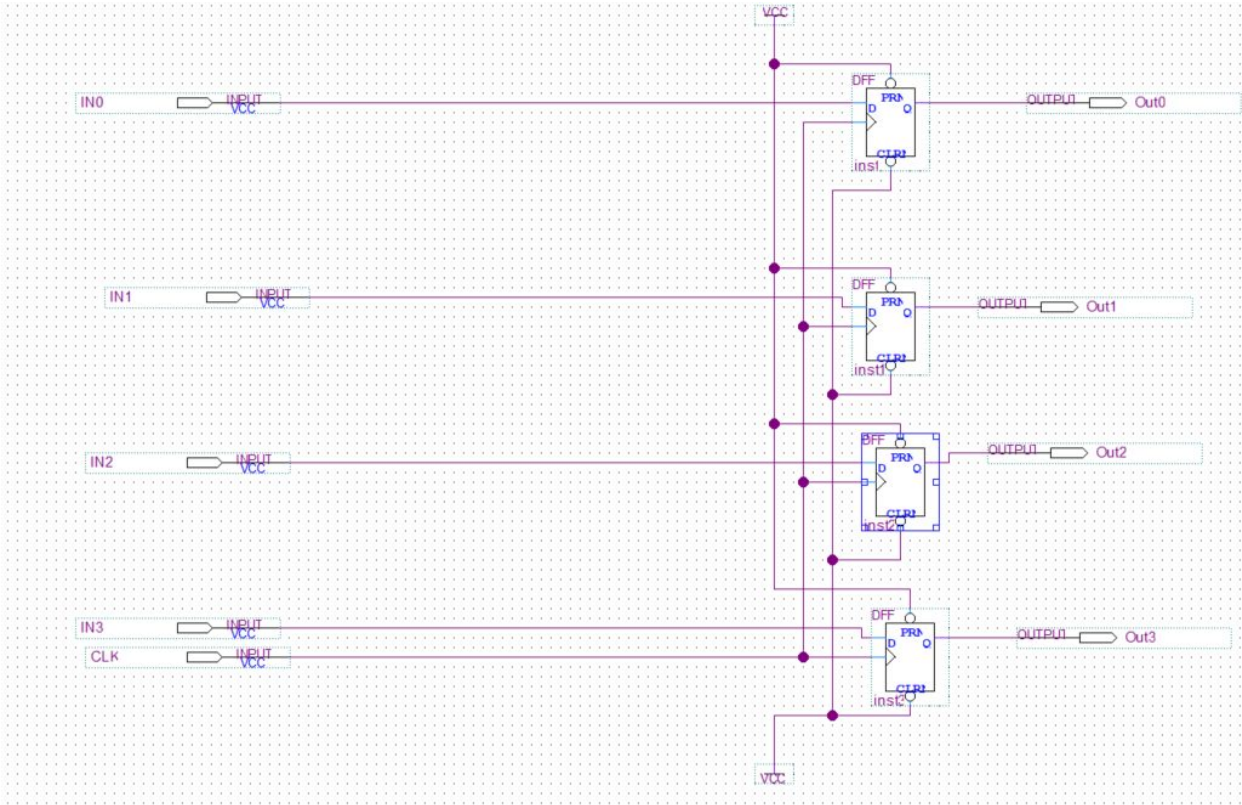 VCC
DFF
IN0 INPUT VCC D PRN Q OUTPUT Out0
CLRN
inst
DFF
IN1 INPUT VCC D PRN Q OUTPUT Out1
CLRN
inst1
DFF
IN2 INPUT VCC D PRN Q OUTPUT Out2
CLRN
inst2
DFF
IN3 INPUT VCC D PRN Q OUTPUT Out3
CLK INPUT VCC
CLRN
inst3
VCC